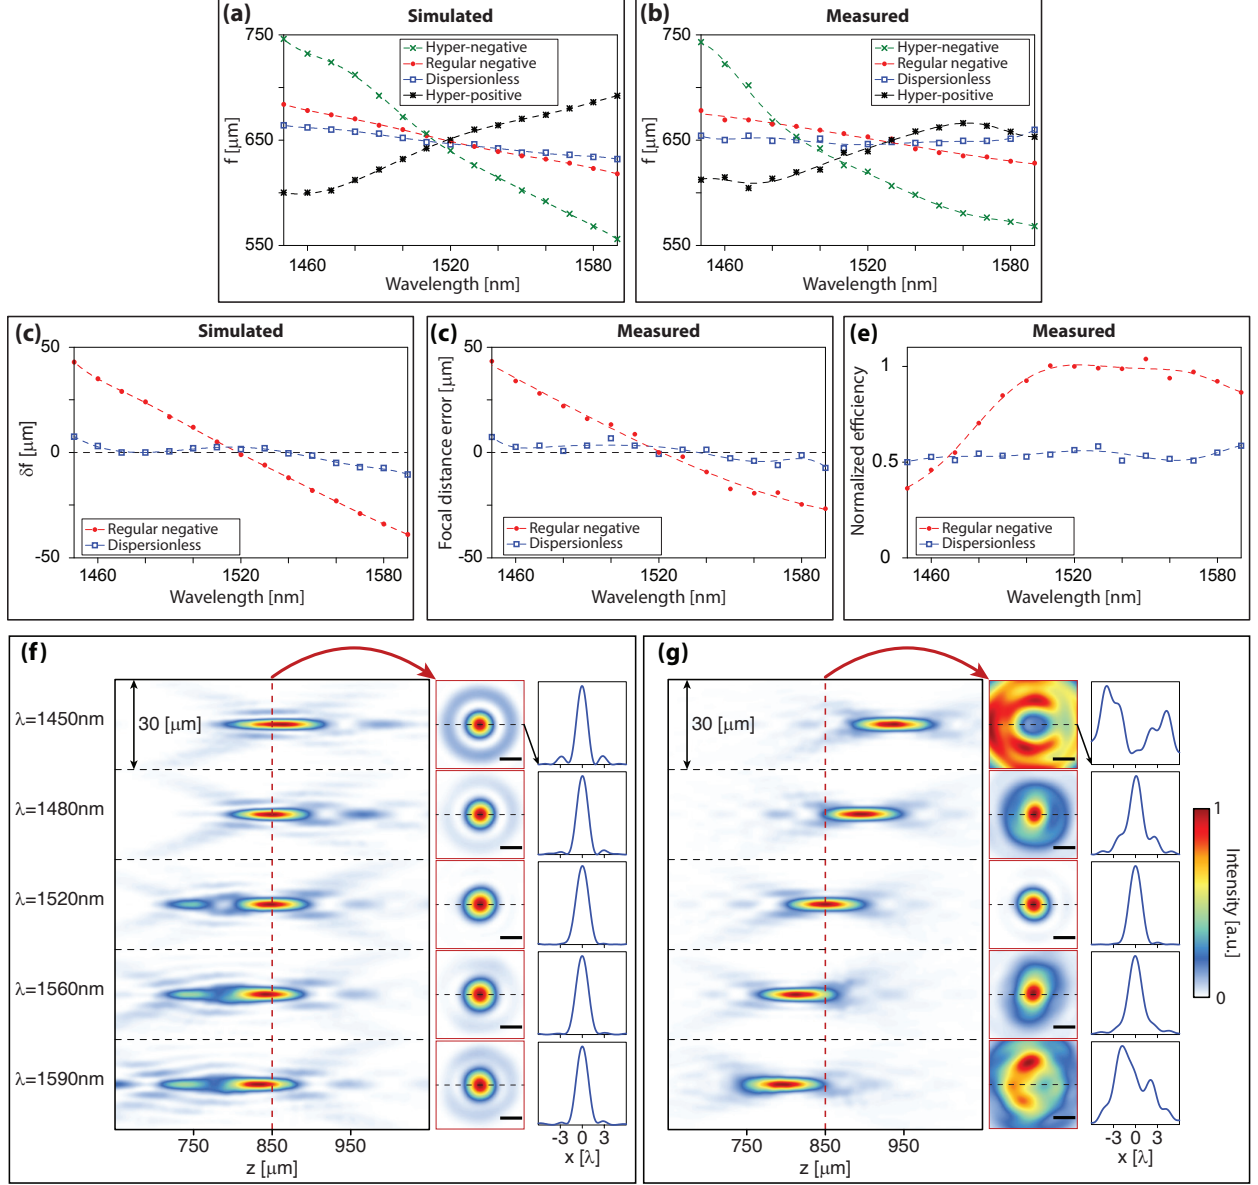 (a) Simulated
750
650
550
f [μm]
Hyper-negative
Regular negative
Dispersionless
Hyper-positive
1460 1520 1580
Wavelength [nm]
(b) Measured
750
650
550
f [μm]
Hyper-negative
Regular negative
Dispersionless
Hyper-positive
1460 1520 1580
Wavelength [nm]
(c) Simulated
50
0
-50
δf [μm]
Regular negative
Dispersionless
1460 1520 1580
Wavelength [nm]
(c) Measured
50
0
-50
Focal distance error [μm]
Regular negative
Dispersionless
1460 1520 1580
Wavelength [nm]
(e) Measured
1
0.5
0
Normalized efficiency
Regular negative
Dispersionless
1460 1520 1580
Wavelength [nm]
(f)
λ=1450nm
30 [μm]
λ=1480nm
λ=1520nm
λ=1560nm
λ=1590nm
750 850 950
z [μm]
-3 0 3
x [λ]
(g)
30 [μm]
750 850 950
z [μm]
-3 0 3
x [λ]
1
Intensity [a.u.]
0